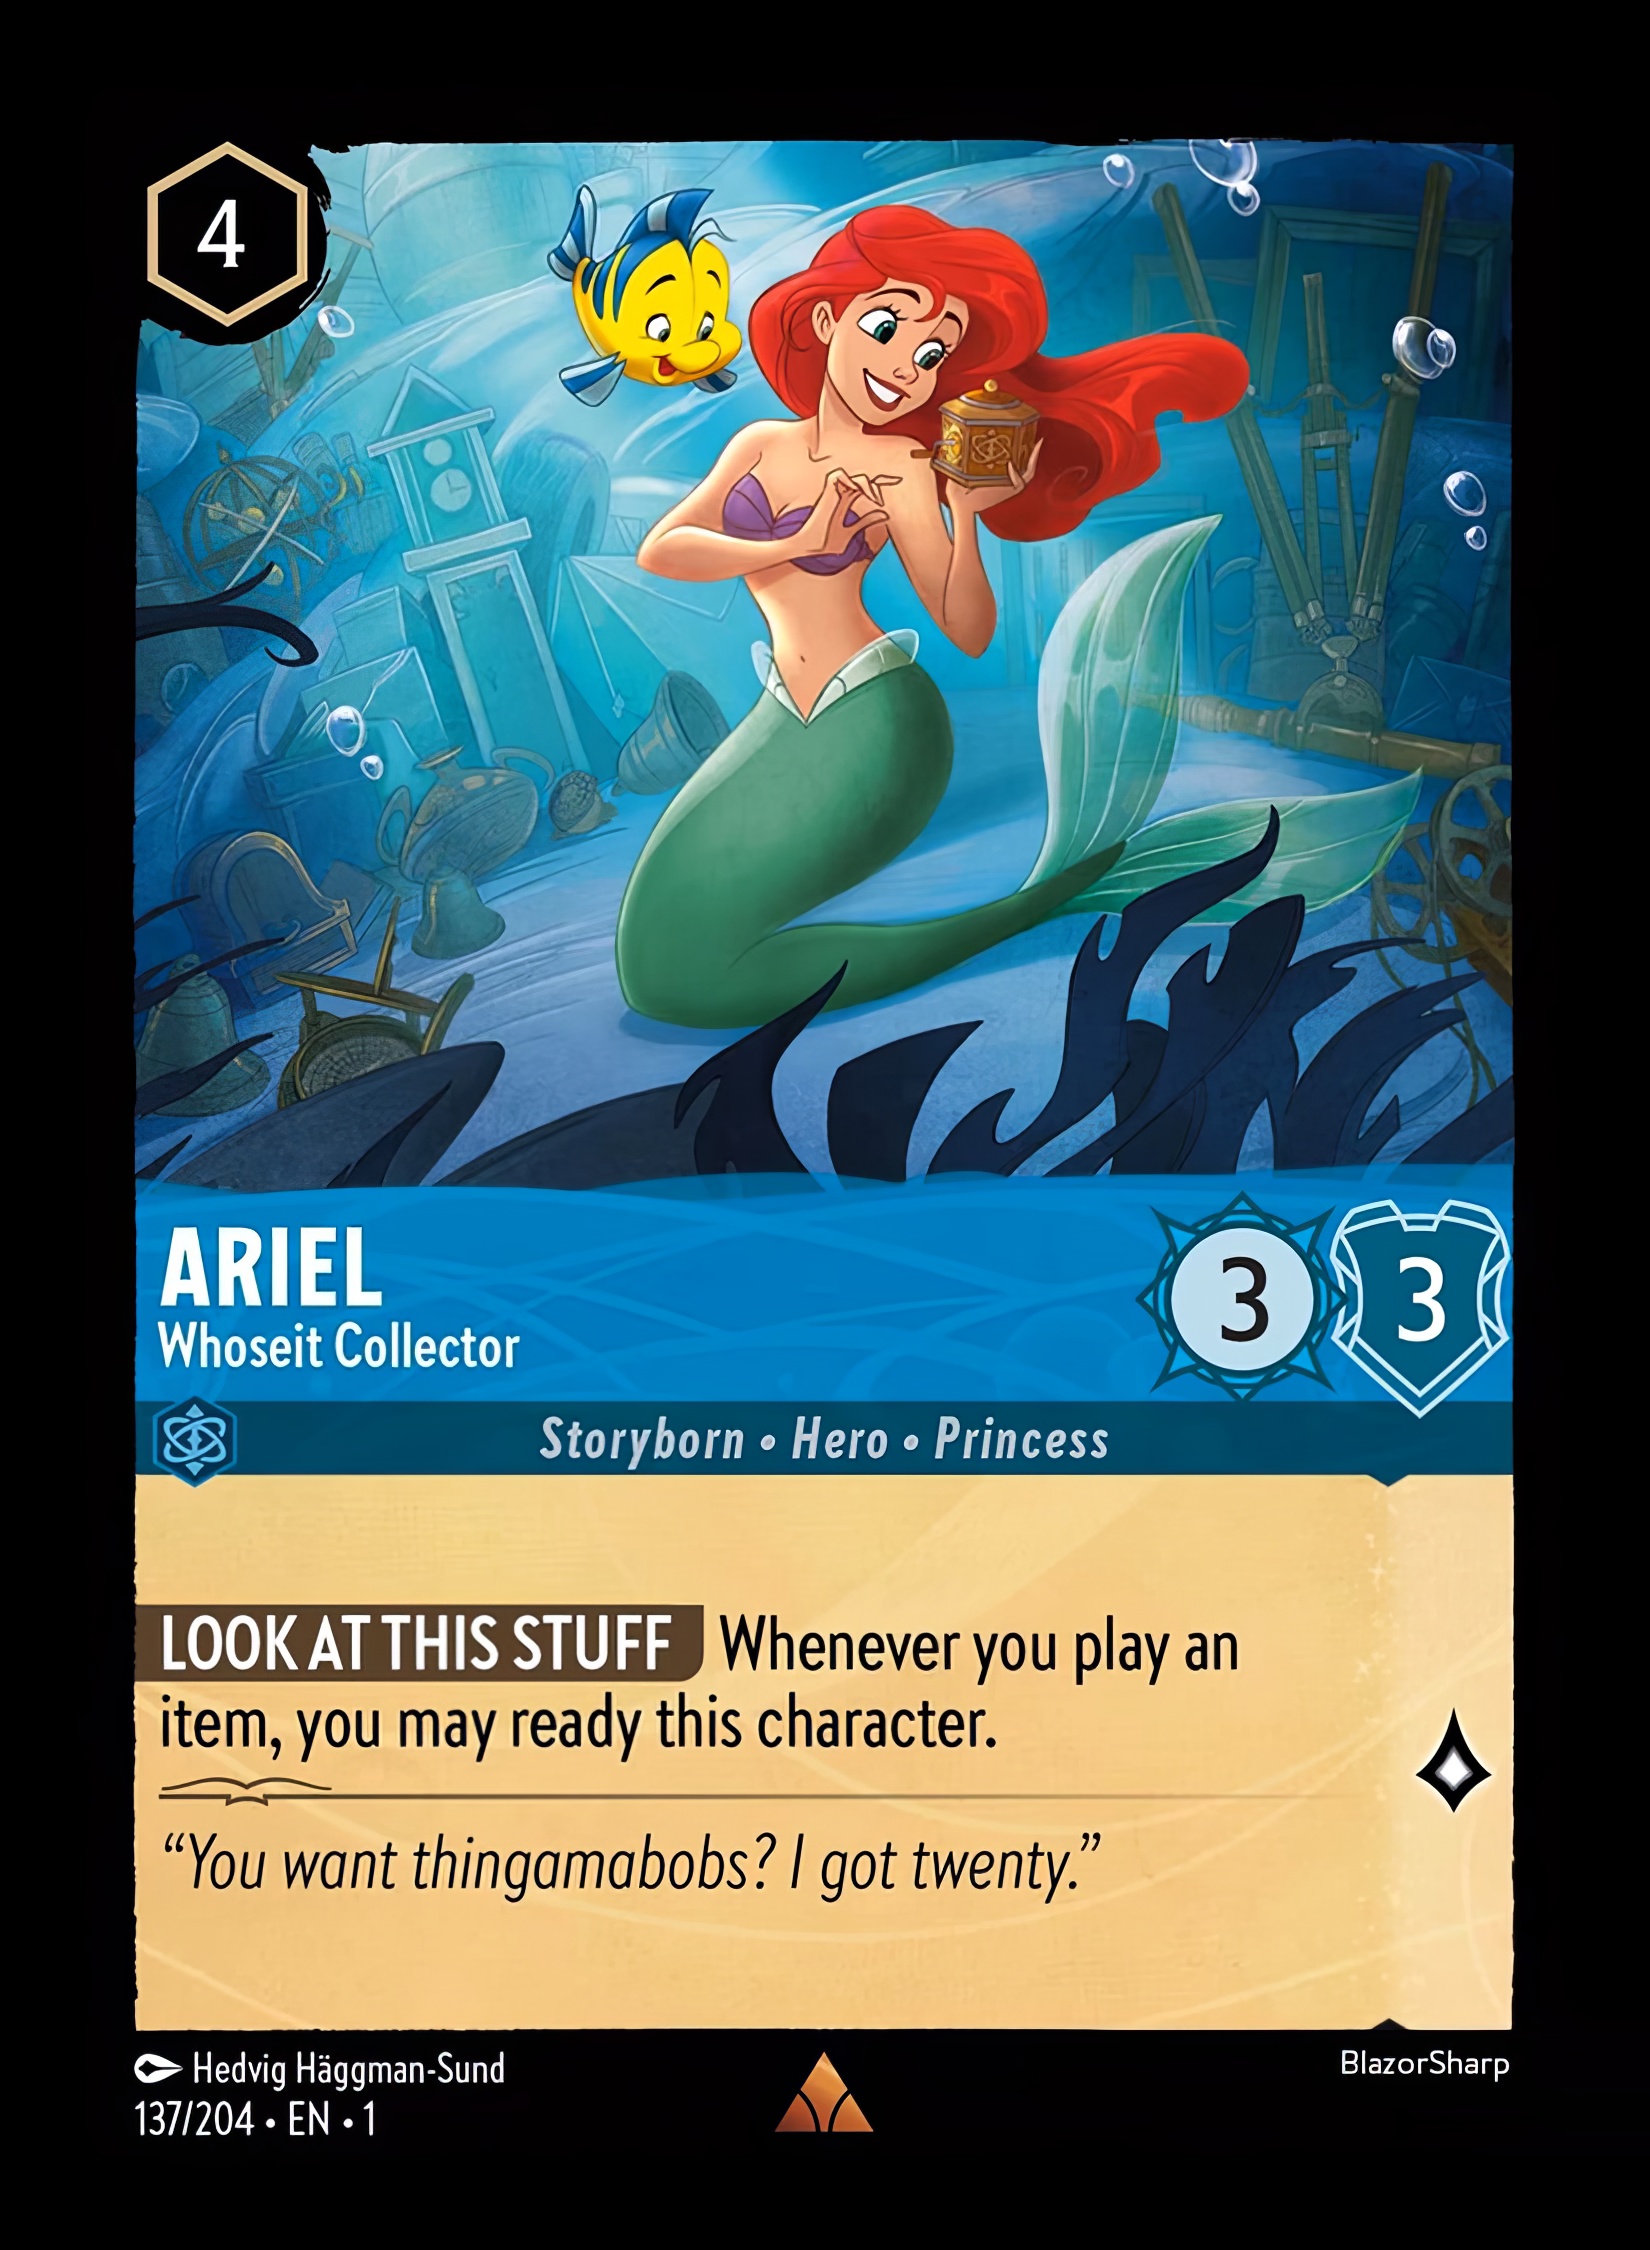 4
ARIEL
Whoseit Collector
3
3
Storyborn • Hero • Princess
LOOK AT THIS STUFF Whenever you play an
item, you may ready this character.
“You want thingamabobs? I got twenty.”
Hedvig Häggman-Sund
BlazorSharp
137/204 • EN • 1